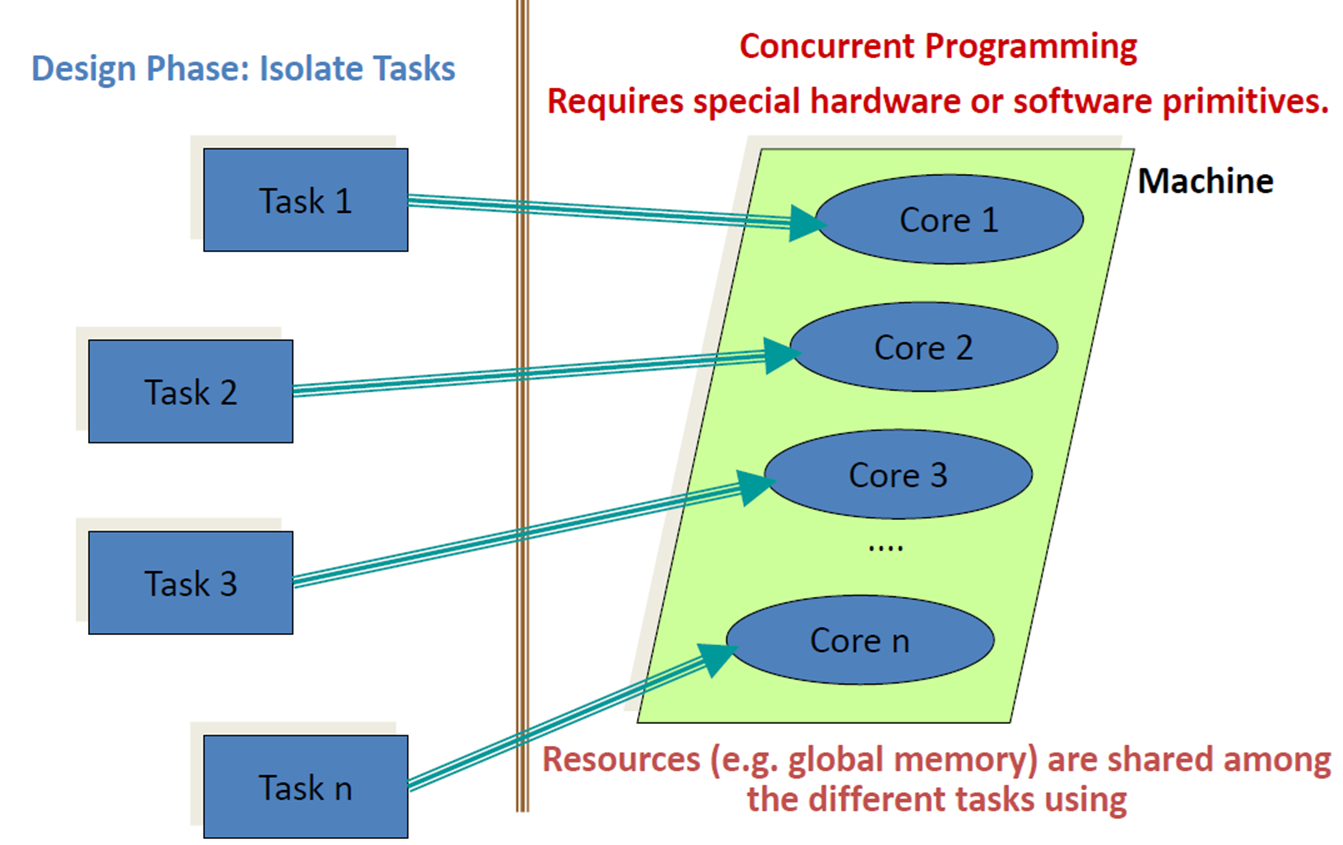 Design Phase: Isolate Tasks
Concurrent Programming
Requires special hardware or software primitives.
Machine
Task 1
Core 1
Task 2
Core 2
Task 3
Core 3
....
Task n
Core n
Resources (e.g. global memory) are shared among
the different tasks using